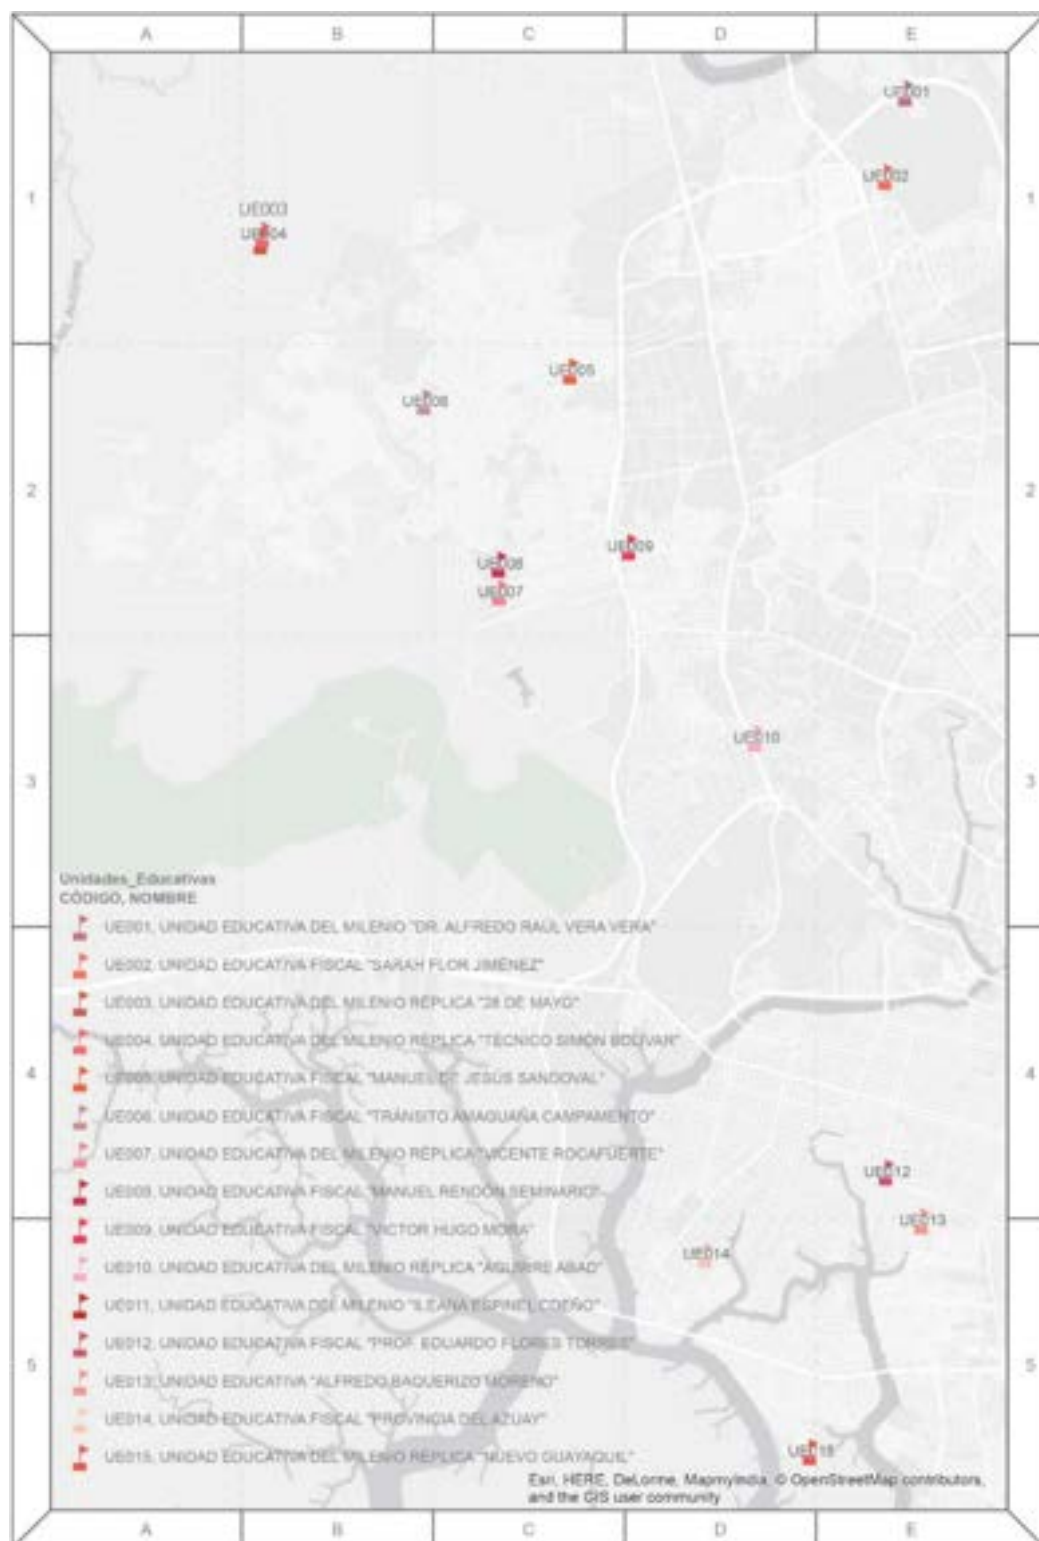 A B C D E
UE001
UE002
1 1
UE003
UE004
UE005
UE006
2 2
UE009
UE008
UE007
UE010
3 3
Unidades_Educativas
CÓDIGO, NOMBRE
UE001, UNIDAD EDUCATIVA DEL MILENIO "DR. ALFREDO RAÚL VERA VERA"
UE002, UNIDAD EDUCATIVA FISCAL "SARAH FLOR JIMÉNEZ"
UE003, UNIDAD EDUCATIVA DEL MILENIO RÉPLICA "28 DE MAYO"
UE004, UNIDAD EDUCATIVA DEL MILENIO RÉPLICA "TÉCNICO SIMÓN BOLÍVAR"
4 4
UE005, UNIDAD EDUCATIVA FISCAL "MANUEL DE JESÚS SANDOVAL"
UE006, UNIDAD EDUCATIVA FISCAL "TRÁNSITO AMAGUAÑA CAMPAMENTO"
UE007, UNIDAD EDUCATIVA DEL MILENIO RÉPLICA "VICENTE ROCAFUERTE"
UE012
UE008, UNIDAD EDUCATIVA FISCAL "MANUEL RENDÓN SEMINARIO"
UE013
UE009, UNIDAD EDUCATIVA FISCAL "VICTOR HUGO MORA"
UE014
UE010, UNIDAD EDUCATIVA DEL MILENIO RÉPLICA "AGUIRRE ABAD"
UE011, UNIDAD EDUCATIVA DEL MILENIO "ILEANA ESPINEL CDEÑO"
UE012, UNIDAD EDUCATIVA FISCAL "PROF. EDUARDO FLORES TORRES"
5 5
UE013, UNIDAD EDUCATIVA "ALFREDO BAQUERIZO MORENO"
UE014, UNIDAD EDUCATIVA FISCAL "PROVINCIA DEL AZUAY"
UE015, UNIDAD EDUCATIVA DEL MILENIO RÉPLICA "NUEVO GUAYAQUIL"
UE015
Esri, HERE, DeLorme, MapmyIndia, © OpenStreetMap contributors,
and the GIS user community
A B C D E